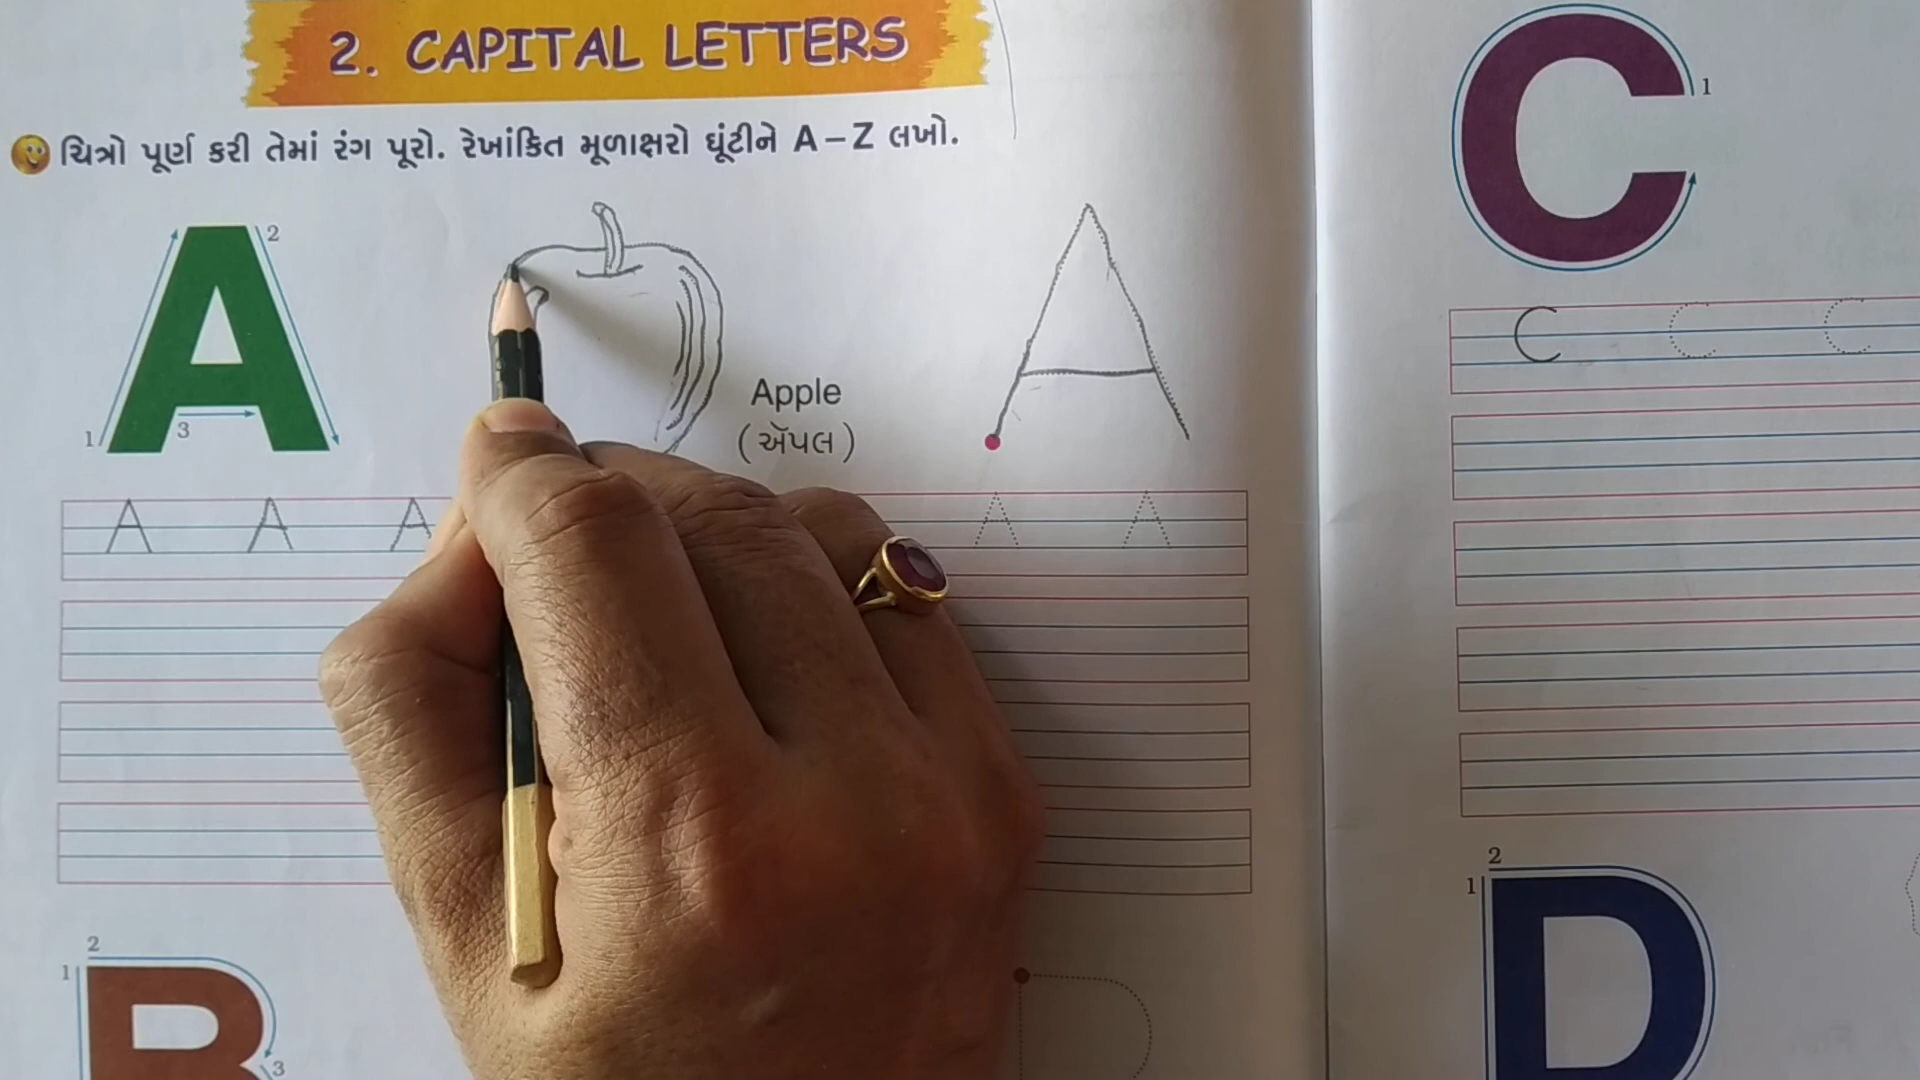 2. CAPITAL LETTERS
ચિત્રો પૂર્ણ કરી તેમાં રંગ પૂરો. રેખાંકિત મૂળાક્ષરો ઘૂંટીને A – Z લખો.
A
1
2
3
Apple
(ઍપલ)
A
A A A A A
B
1
2
3
C
1
C C C
D
1
2